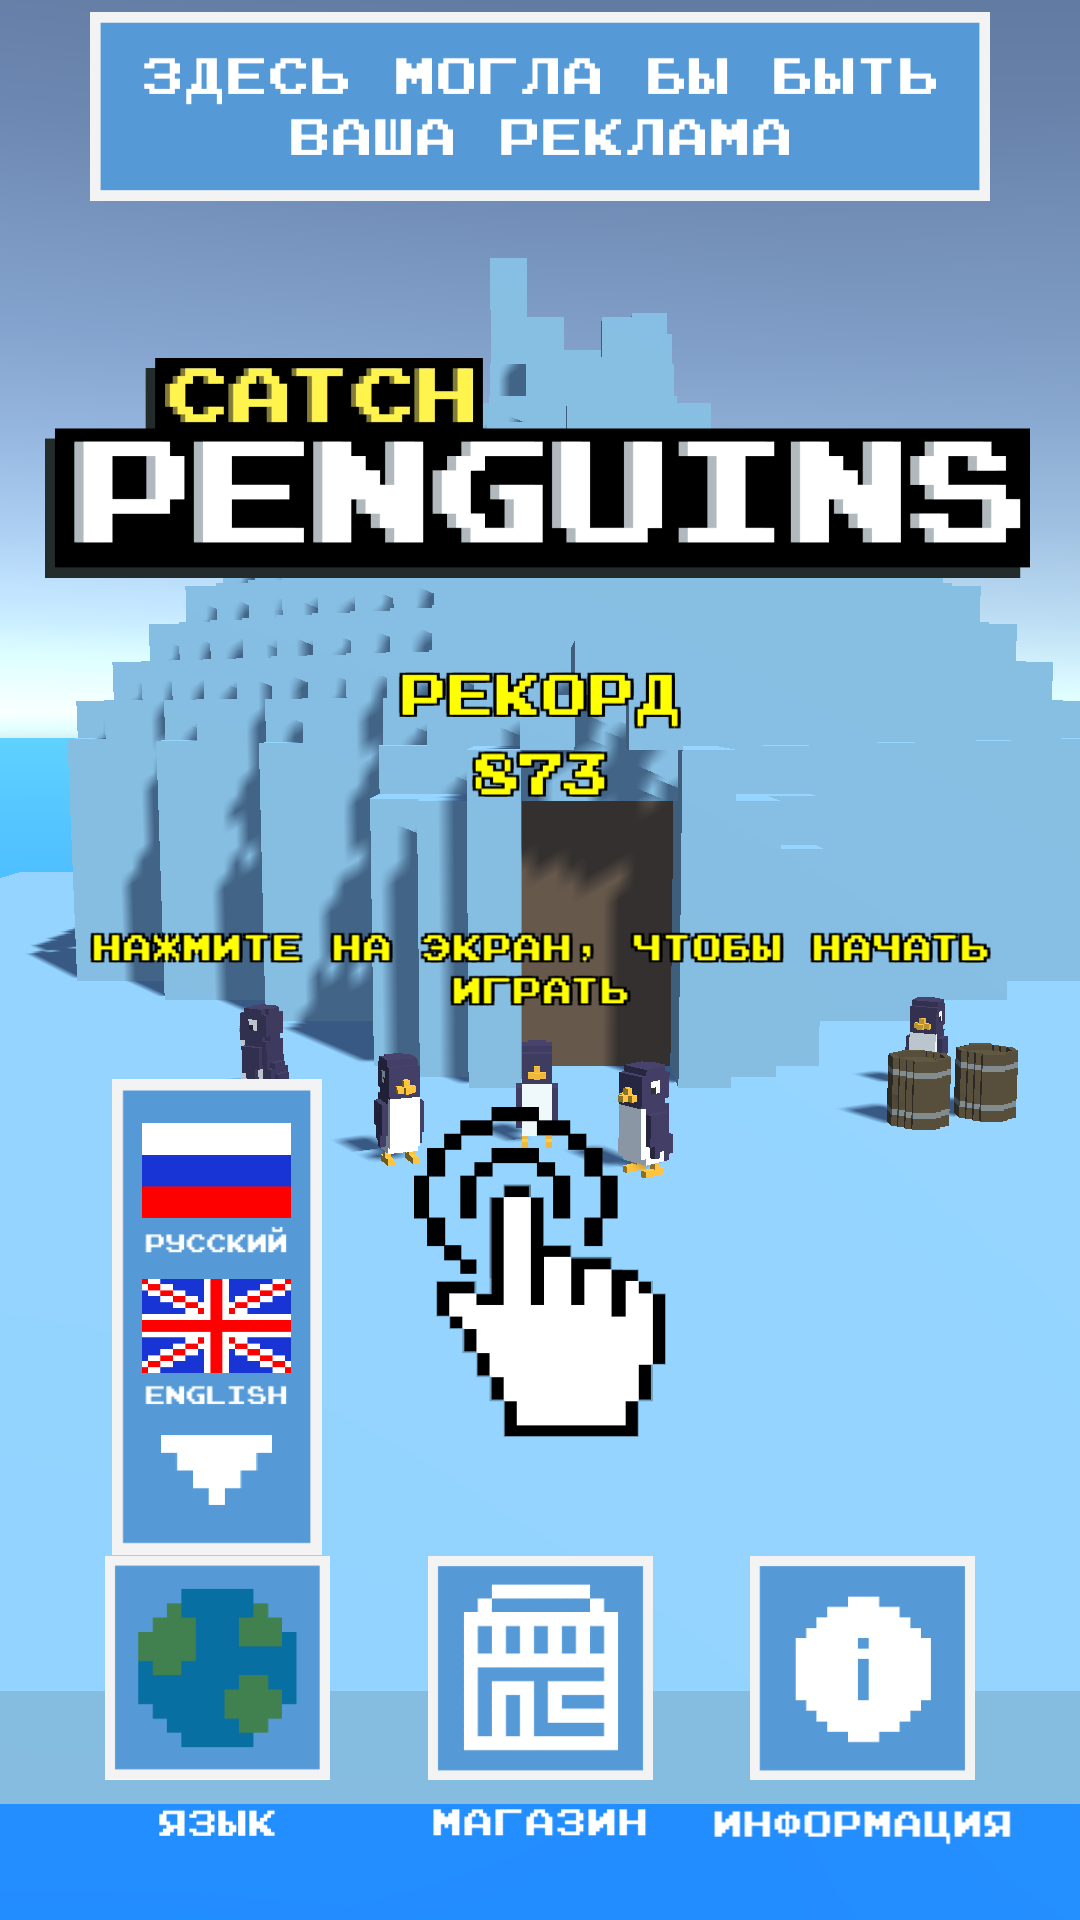 ЗДЕСЬ МОГЛА БЫ БЫТЬ
ВАША РЕКЛАМА
CATCH
PENGUINS
РЕКОРД
873
НАЖМИТЕ НА ЭКРАН, ЧТОБЫ НАЧАТЬ
ИГРАТЬ
РУССКИЙ
ENGLISH
i
ЯЗЫК
МАГАЗИН
ИНФОРМАЦИЯ